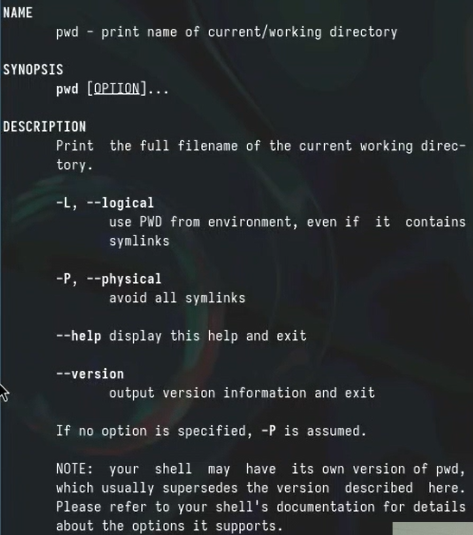 NAME
pwd - print name of current/working directory
SYNOPSIS
pwd [OPTION]...
DESCRIPTION
Print the full filename of the current working direc-
tory.
-L, --logical
use PWD from environment, even if it contains
symlinks
-P, --physical
avoid all symlinks
--help display this help and exit
--version
output version information and exit
If no option is specified, -P is assumed.
NOTE: your shell may have its own version of pwd,
which usually supersedes the version described here.
Please refer to your shell's documentation for details
about the options it supports.